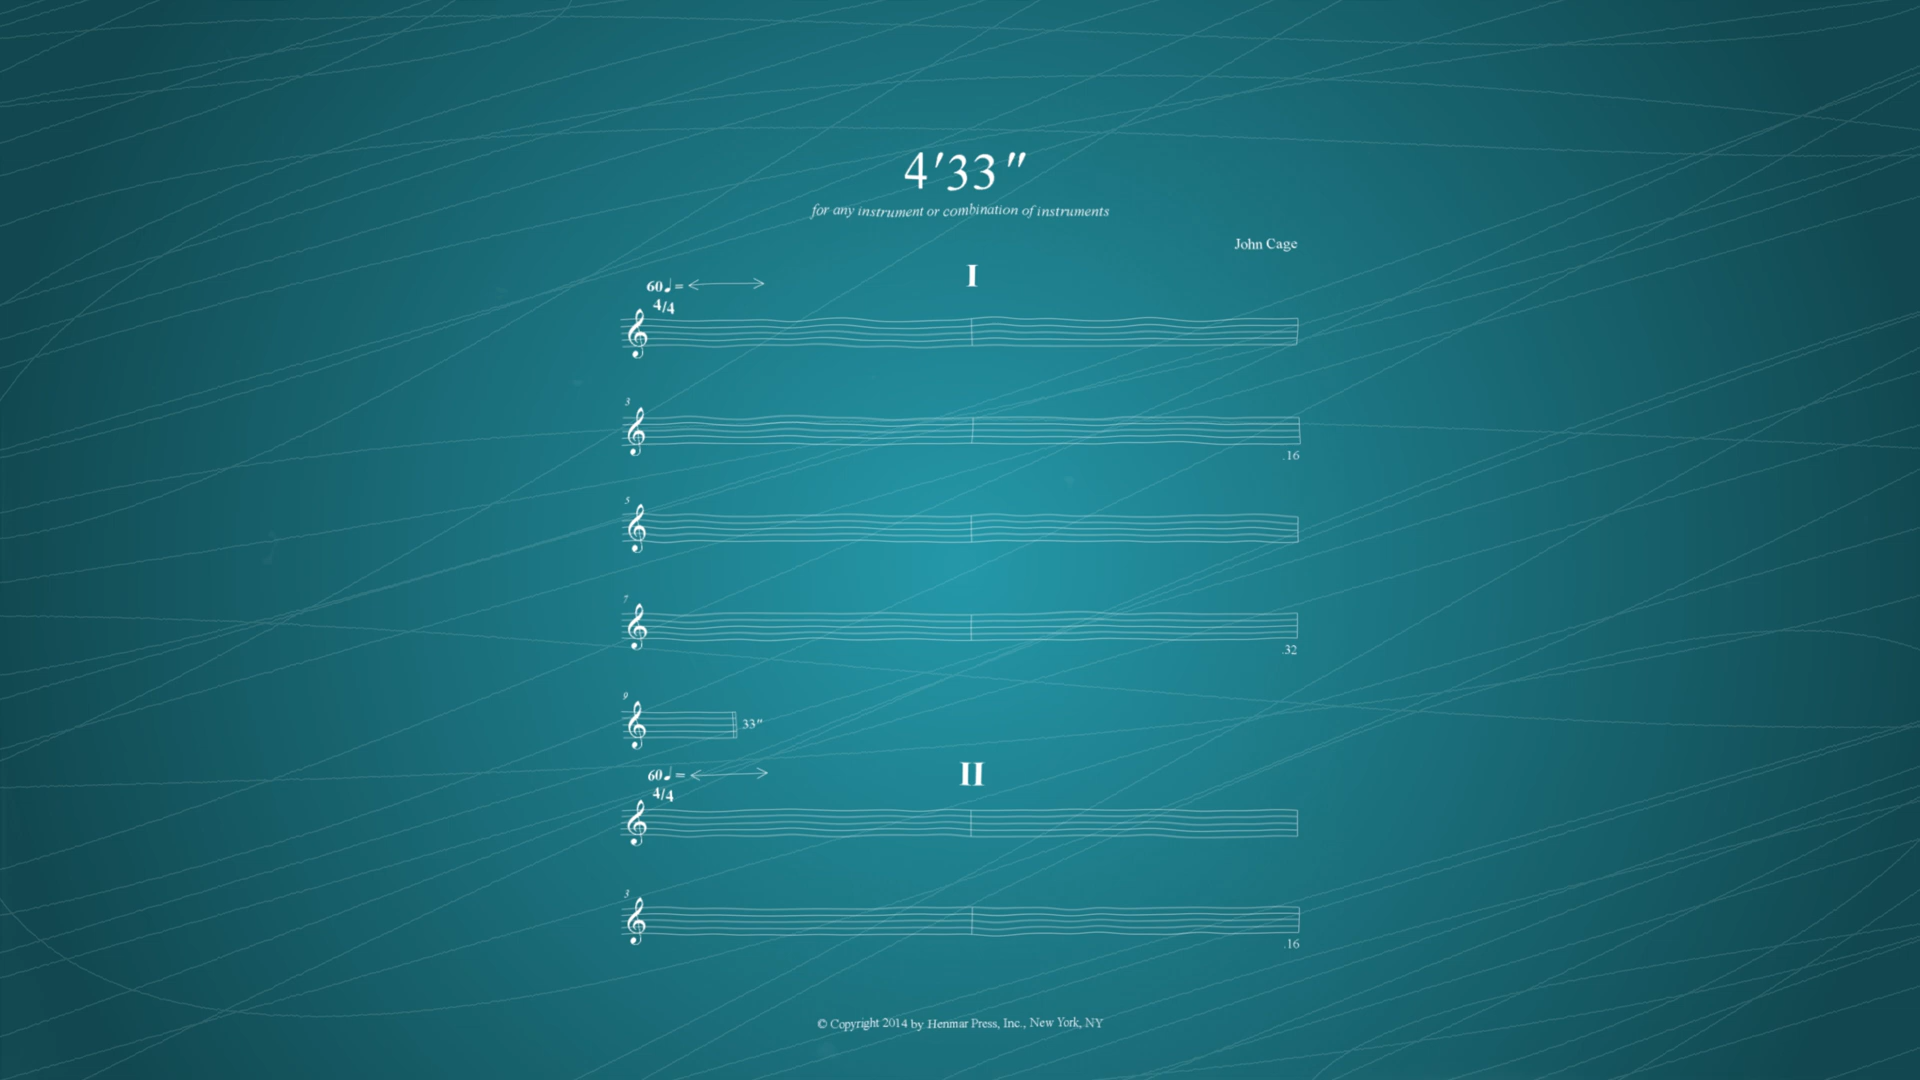 4'33"
for any instrument or combination of instruments
John Cage
I
60♩=
4/4
3
.16
5
7
.32
9
33"
II
60♩=
4/4
3
.16
© Copyright 2014 by Henmar Press, Inc., New York, NY